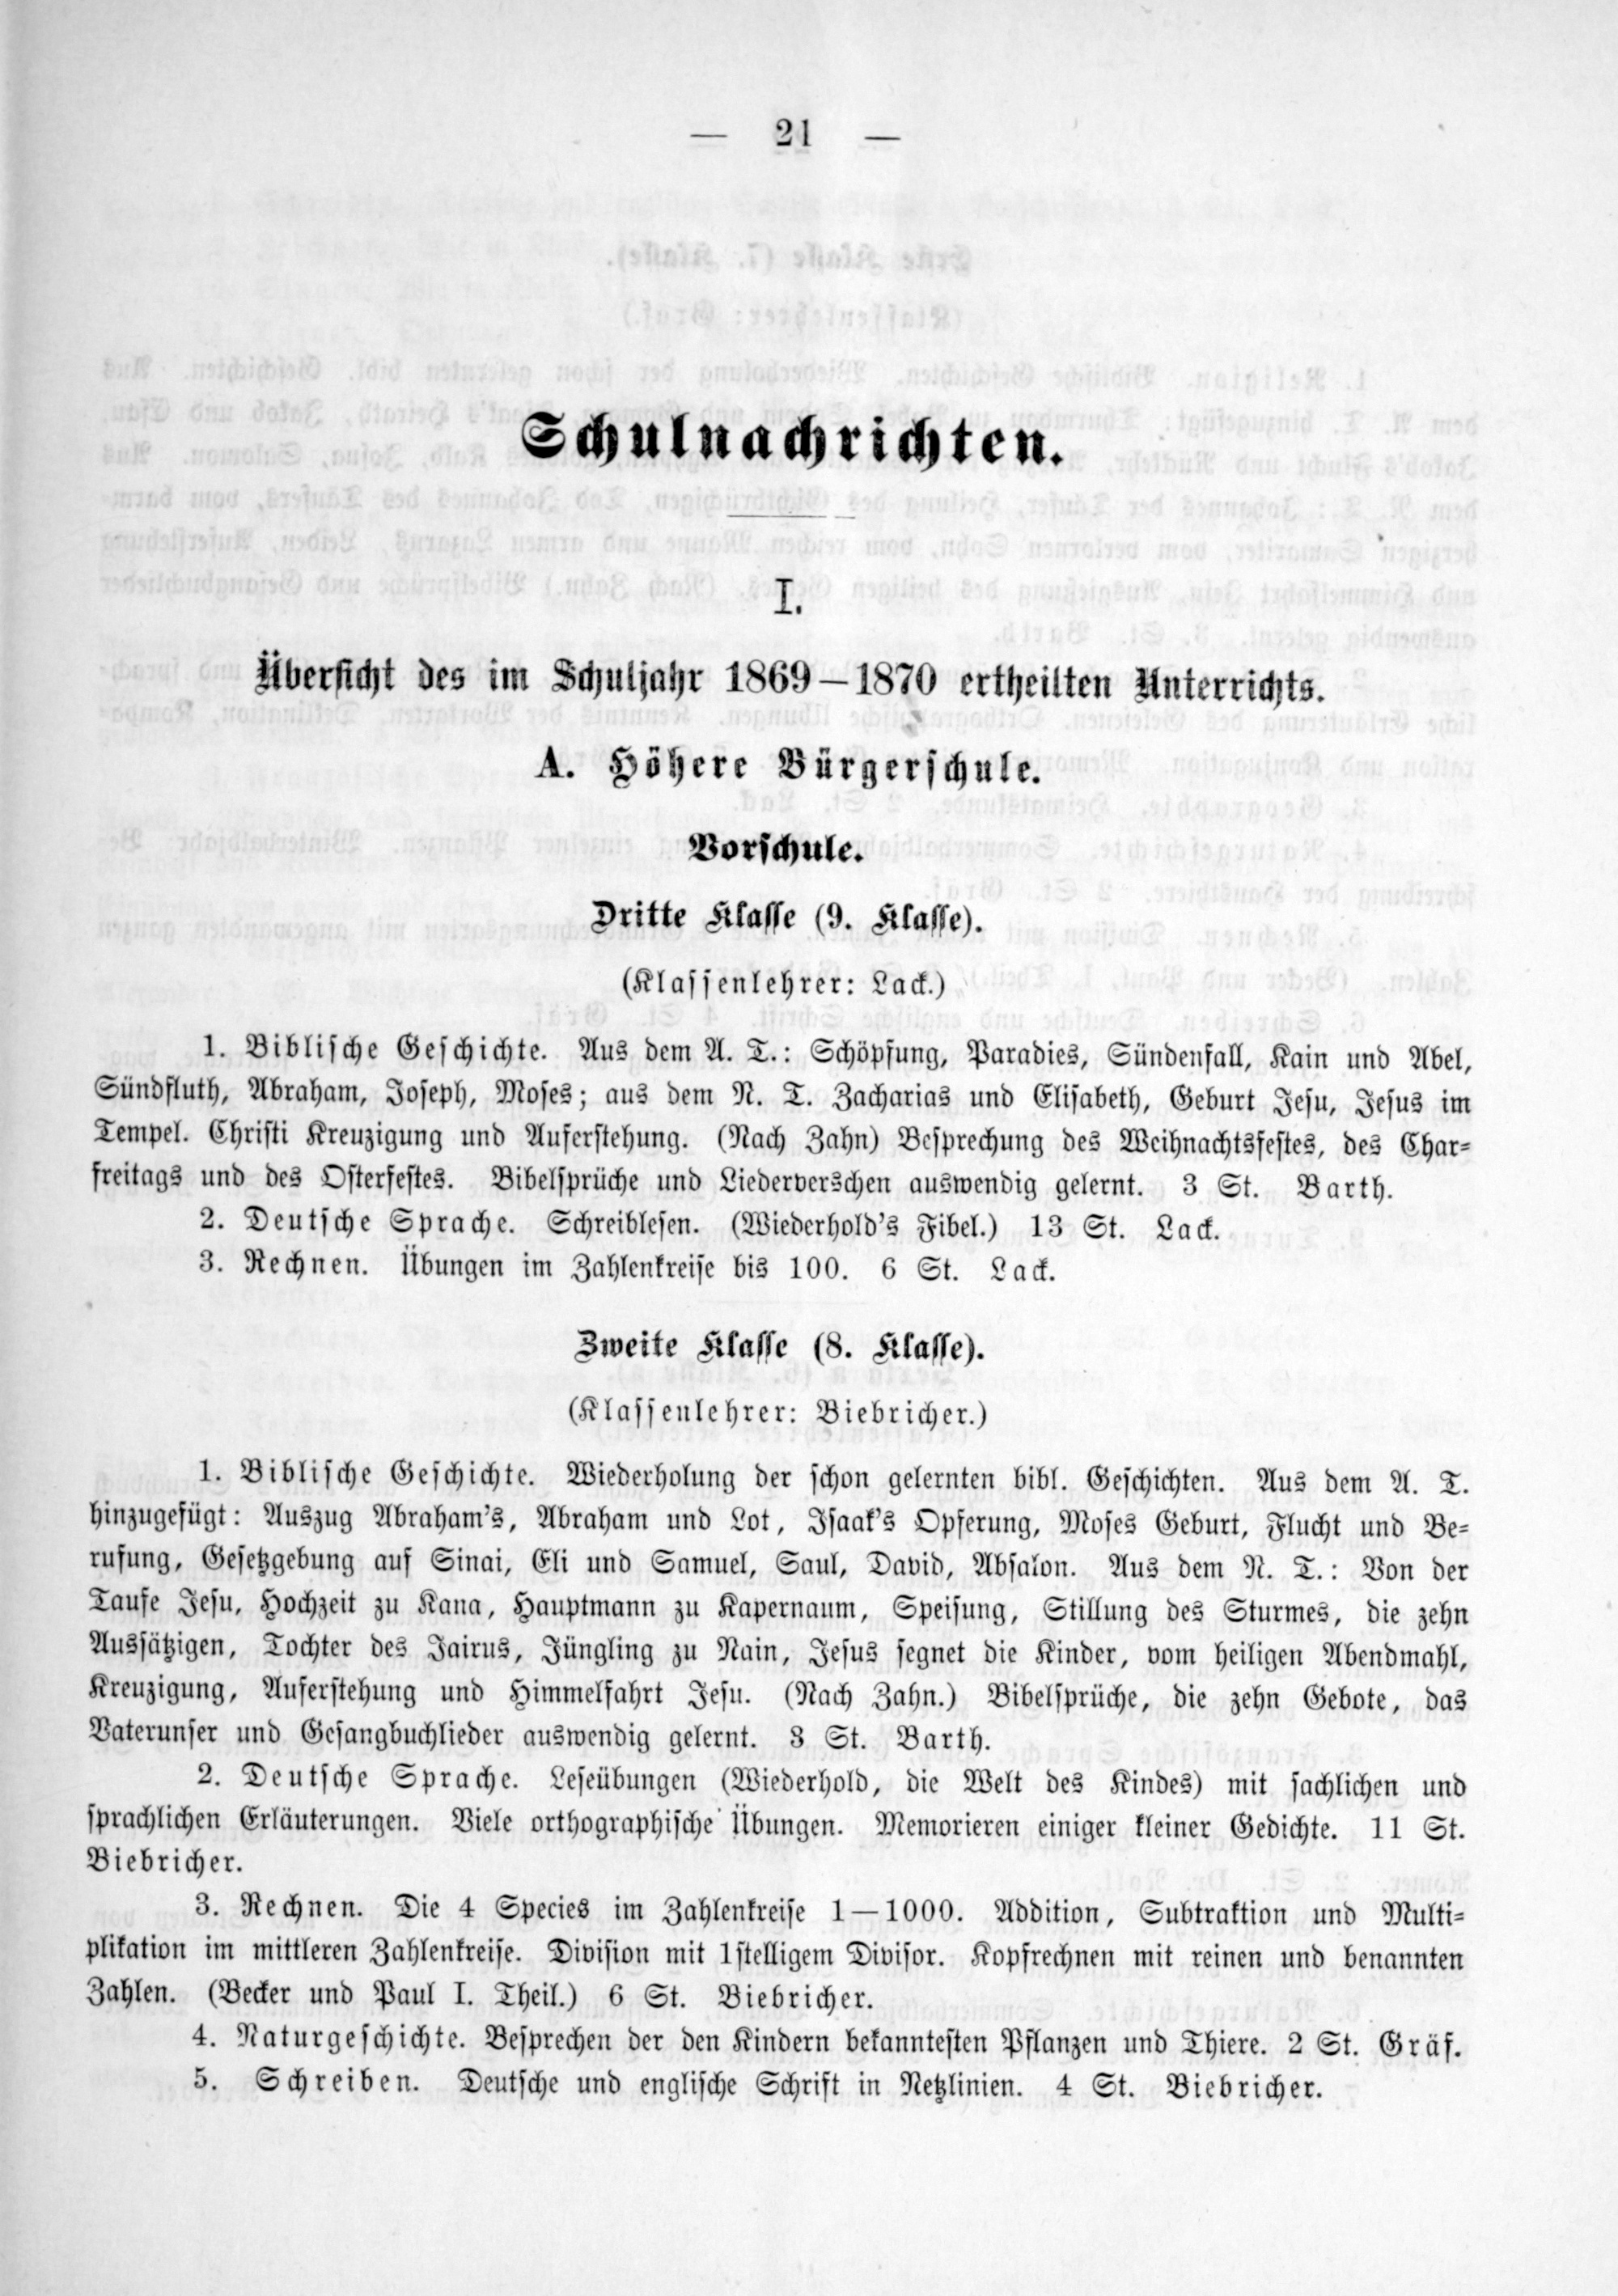 — 21 —
Schulnachrichten.
I.
Übersicht des im Schuljahr 1869—1870 ertheilten Unterrichts.
A. Höhere Bürgerschule.
Vorschule.
Dritte Klasse (9. Klasse).
(Klassenlehrer: Lack.)
1. Biblische Geschichte. Aus dem A. T.: Schöpfung, Paradies, Sündenfall, Kain und Abel,
Sündfluth, Abraham, Joseph, Moses; aus dem N. T. Zacharias und Elisabeth, Geburt Jesu, Jesus im
Tempel. Christi Kreuzigung und Auferstehung. (Nach Zahn) Besprechung des Weihnachtsfestes, des Char-
freitags und des Osterfestes. Bibelsprüche und Liederverschen auswendig gelernt. 3 St. Barth.
2. Deutsche Sprache. Schreiblesen. (Wiederhold's Fibel.) 13 St. Lack.
3. Rechnen. Übungen im Zahlenkreise bis 100. 6 St. Lack.
Zweite Klasse (8. Klasse).
(Klassenlehrer: Biebricher.)
1. Biblische Geschichte. Wiederholung der schon gelernten bibl. Geschichten. Aus dem A. T.
hinzugefügt: Auszug Abraham's, Abraham und Lot, Isaak's Opferung, Moses Geburt, Flucht und Be-
rufung, Gesetzgebung auf Sinai, Eli und Samuel, Saul, David, Absalon. Aus dem N. T.: Von der
Taufe Jesu, Hochzeit zu Kana, Hauptmann zu Kapernaum, Speisung, Stillung des Sturmes, die zehn
Aussätzigen, Tochter des Jairus, Jüngling zu Nain, Jesus segnet die Kinder, vom heiligen Abendmahl,
Kreuzigung, Auferstehung und Himmelfahrt Jesu. (Nach Zahn.) Bibelsprüche, die zehn Gebote, das
Vaterunser und Gesangbuchlieder auswendig gelernt. 3 St. Barth.
2. Deutsche Sprache. Leseübungen (Wiederhold, die Welt des Kindes) mit sachlichen und
sprachlichen Erläuterungen. Viele orthographische Übungen. Memorieren einiger kleiner Gedichte. 11 St.
Biebricher.
3. Rechnen. Die 4 Species im Zahlenkreise 1—1000. Addition, Subtraktion und Multi-
plikation im mittleren Zahlenkreise. Division mit 1stelligem Divisor. Kopfrechnen mit reinen und benannten
Zahlen. (Becker und Paul I. Theil.) 6 St. Biebricher.
4. Naturgeschichte. Besprechen der den Kindern bekanntesten Pflanzen und Thiere. 2 St. Gräf.
5. Schreiben. Deutsche und englische Schrift in Netzlinien. 4 St. Biebricher.